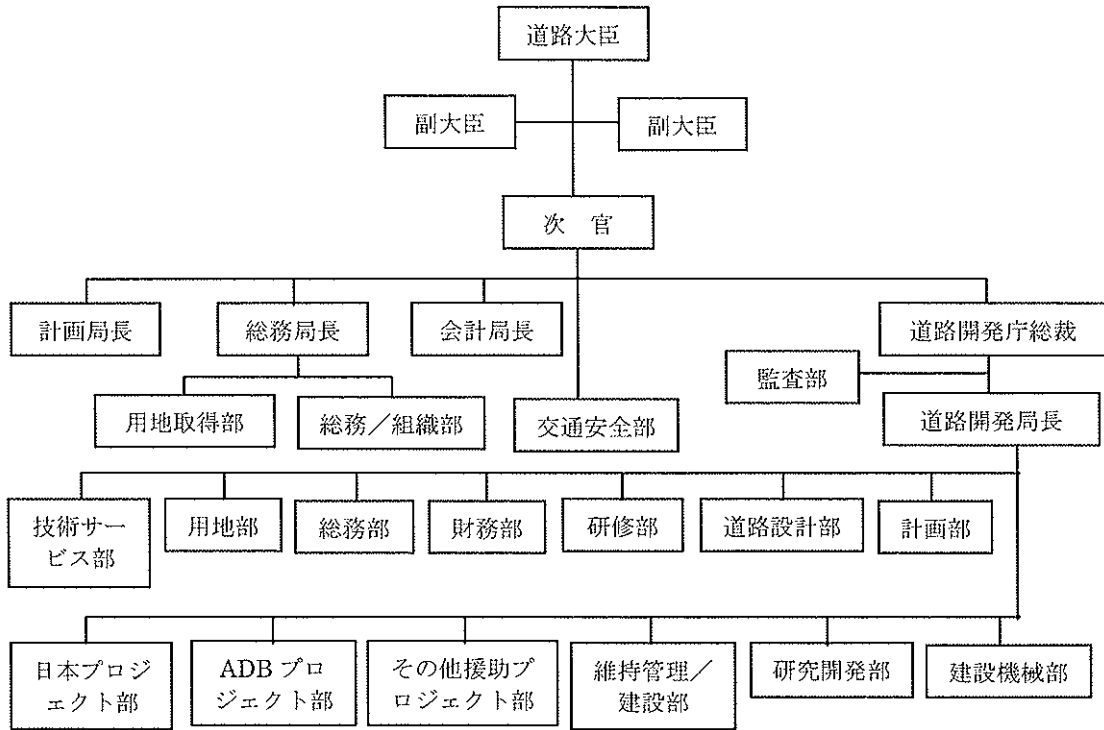 道路大臣
副大臣
副大臣
次　官
計画局長
総務局長
会計局長
道路開発庁総裁
監査部
用地取得部
総務／組織部
交通安全部
道路開発局長
技術サー
ビス部
用地部
総務部
財務部
研修部
道路設計部
計画部
日本プロジ
ェクト部
ADB プロ
ジェクト部
その他援助プ
ロジェクト部
維持管理／
建設部
研究開発部
建設機械部